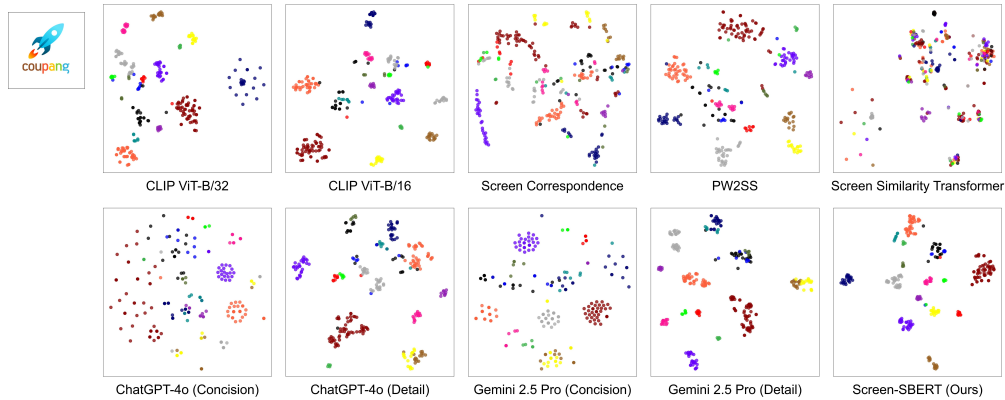 coupang
CLIP ViT-B/32
CLIP ViT-B/16
Screen Correspondence
PW2SS
Screen Similarity Transformer
ChatGPT-4o (Concision)
ChatGPT-4o (Detail)
Gemini 2.5 Pro (Concision)
Gemini 2.5 Pro (Detail)
Screen-SBERT (Ours)